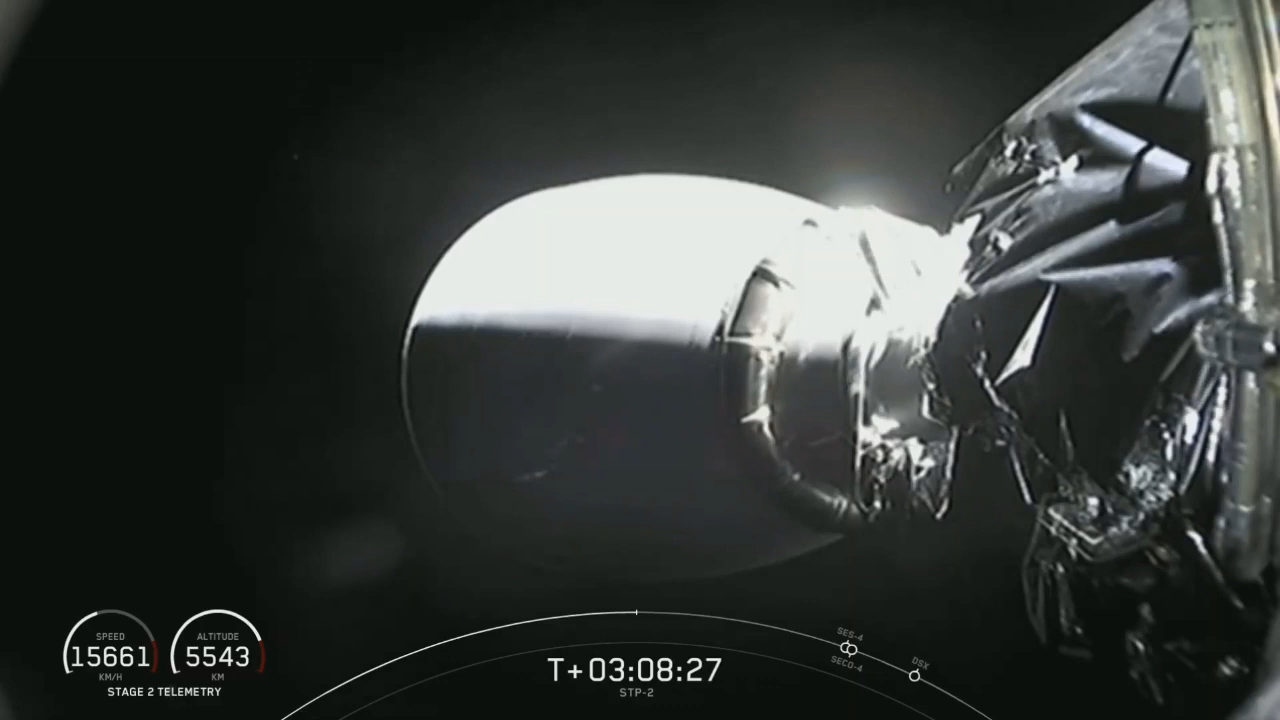 SPEED
15661
KM/H
ALTITUDE
5543
KM
STAGE 2 TELEMETRY
T+03:08:27
STP-2
SES-4
SECO-4
DSX